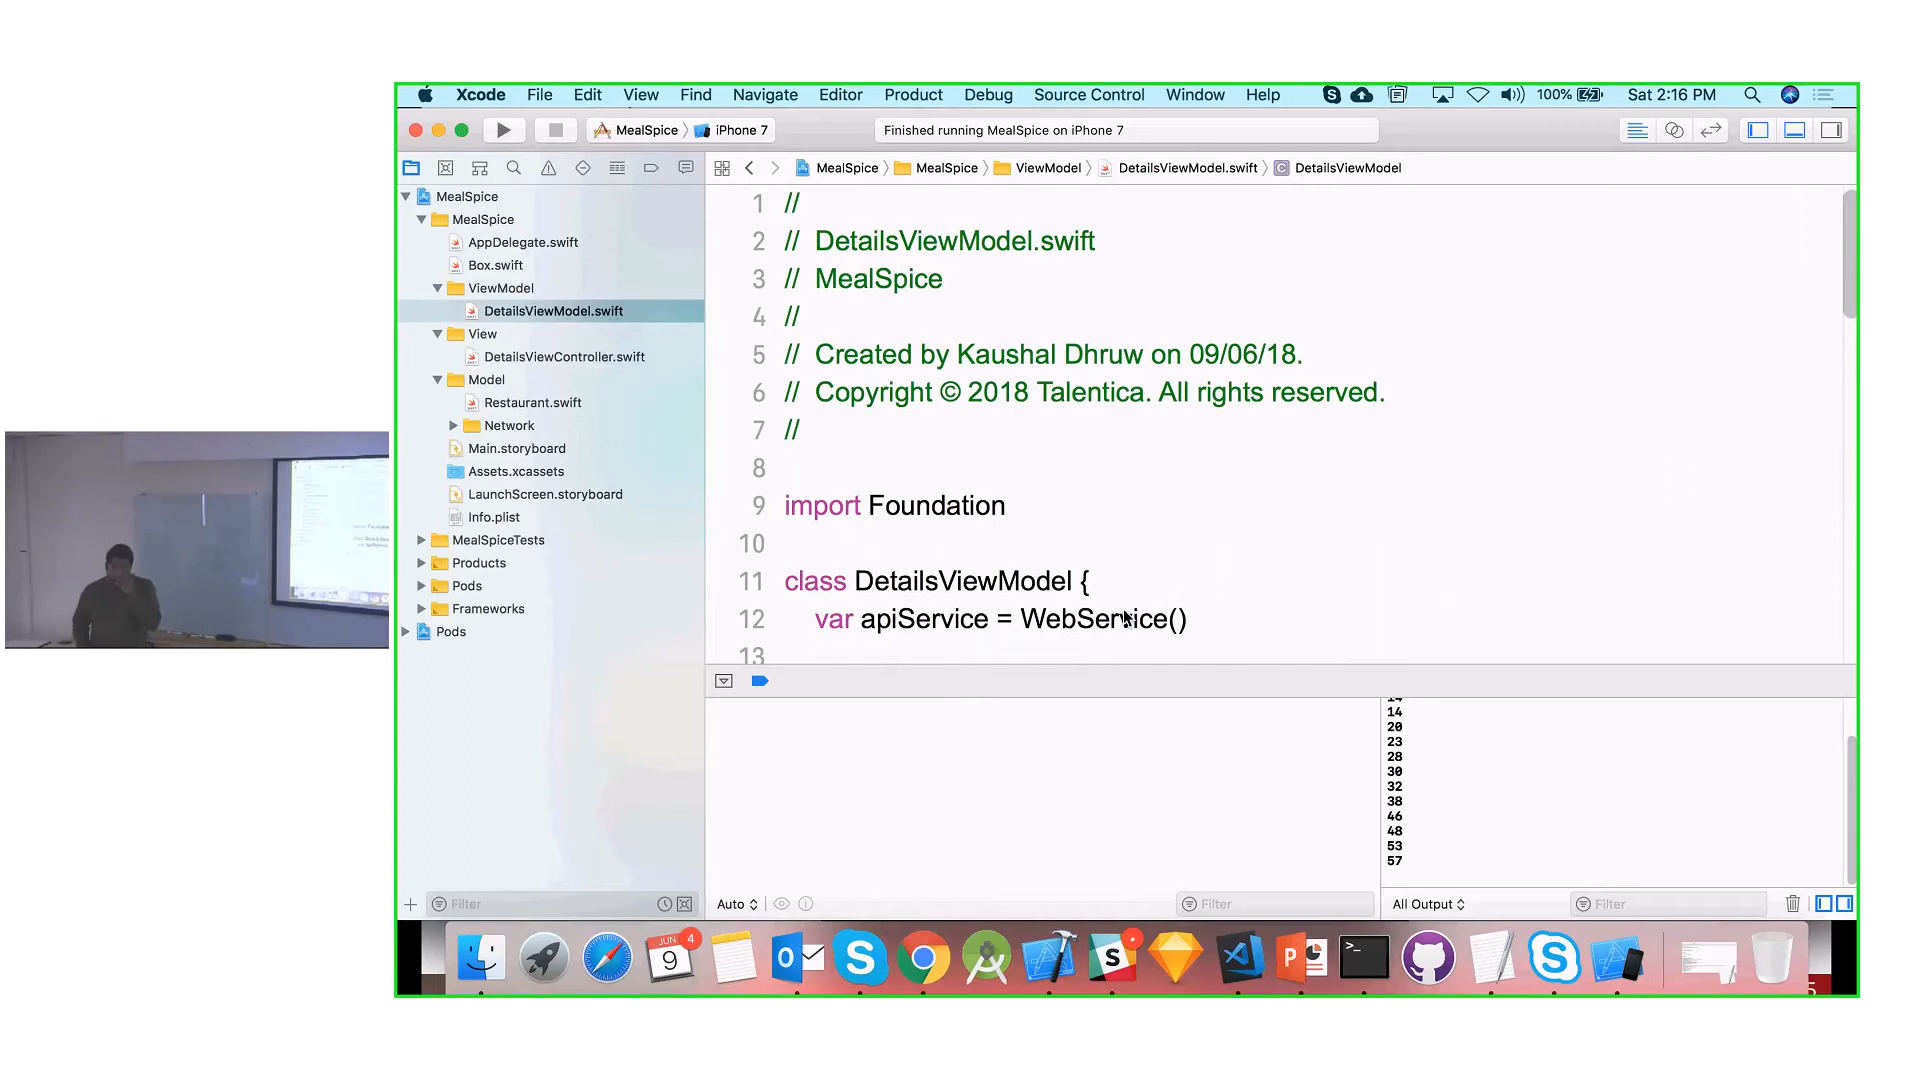 Xcode File Edit View Find Navigate Editor Product Debug Source Control Window Help 100% Sat 2:16 PM
MealSpice iPhone 7 Finished running MealSpice on iPhone 7
MealSpice MealSpice ViewModel DetailsViewModel.swift C DetailsViewModel
MealSpice
MealSpice
AppDelegate.swift
Box.swift
ViewModel
DetailsViewModel.swift
View
DetailsViewController.swift
Model
Restaurant.swift
Network
Main.storyboard
Assets.xcassets
LaunchScreen.storyboard
Info.plist
MealSpiceTests
Products
Pods
Frameworks
Pods
Filter
1 //
2 // DetailsViewModel.swift
3 // MealSpice
4 //
5 // Created by Kaushal Dhruw on 09/06/18.
6 // Copyright © 2018 Talentica. All rights reserved.
7 //
8
9 import Foundation
10
11 class DetailsViewModel {
12 var apiService = WebService()
13
14
20
23
28
30
32
38
46
48
53
57
Auto Filter All Output Filter
JUN 4
9
5